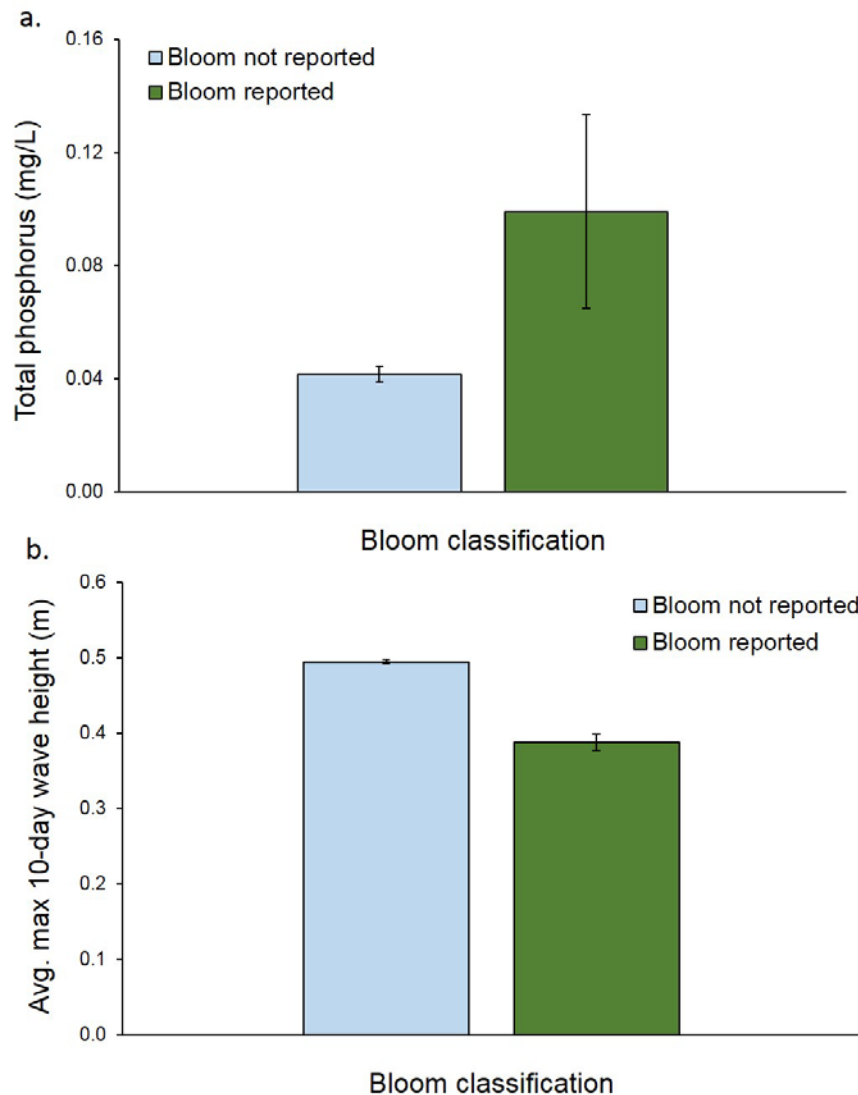 a.
0.16
0.12
0.08
0.04
0.00
Total phosphorus (mg/L)
Bloom not reported
Bloom reported
Bloom classification
b.
0.6
0.5
0.4
0.3
0.2
0.1
0.0
Avg. max 10-day wave height (m)
Bloom not reported
Bloom reported
Bloom classification